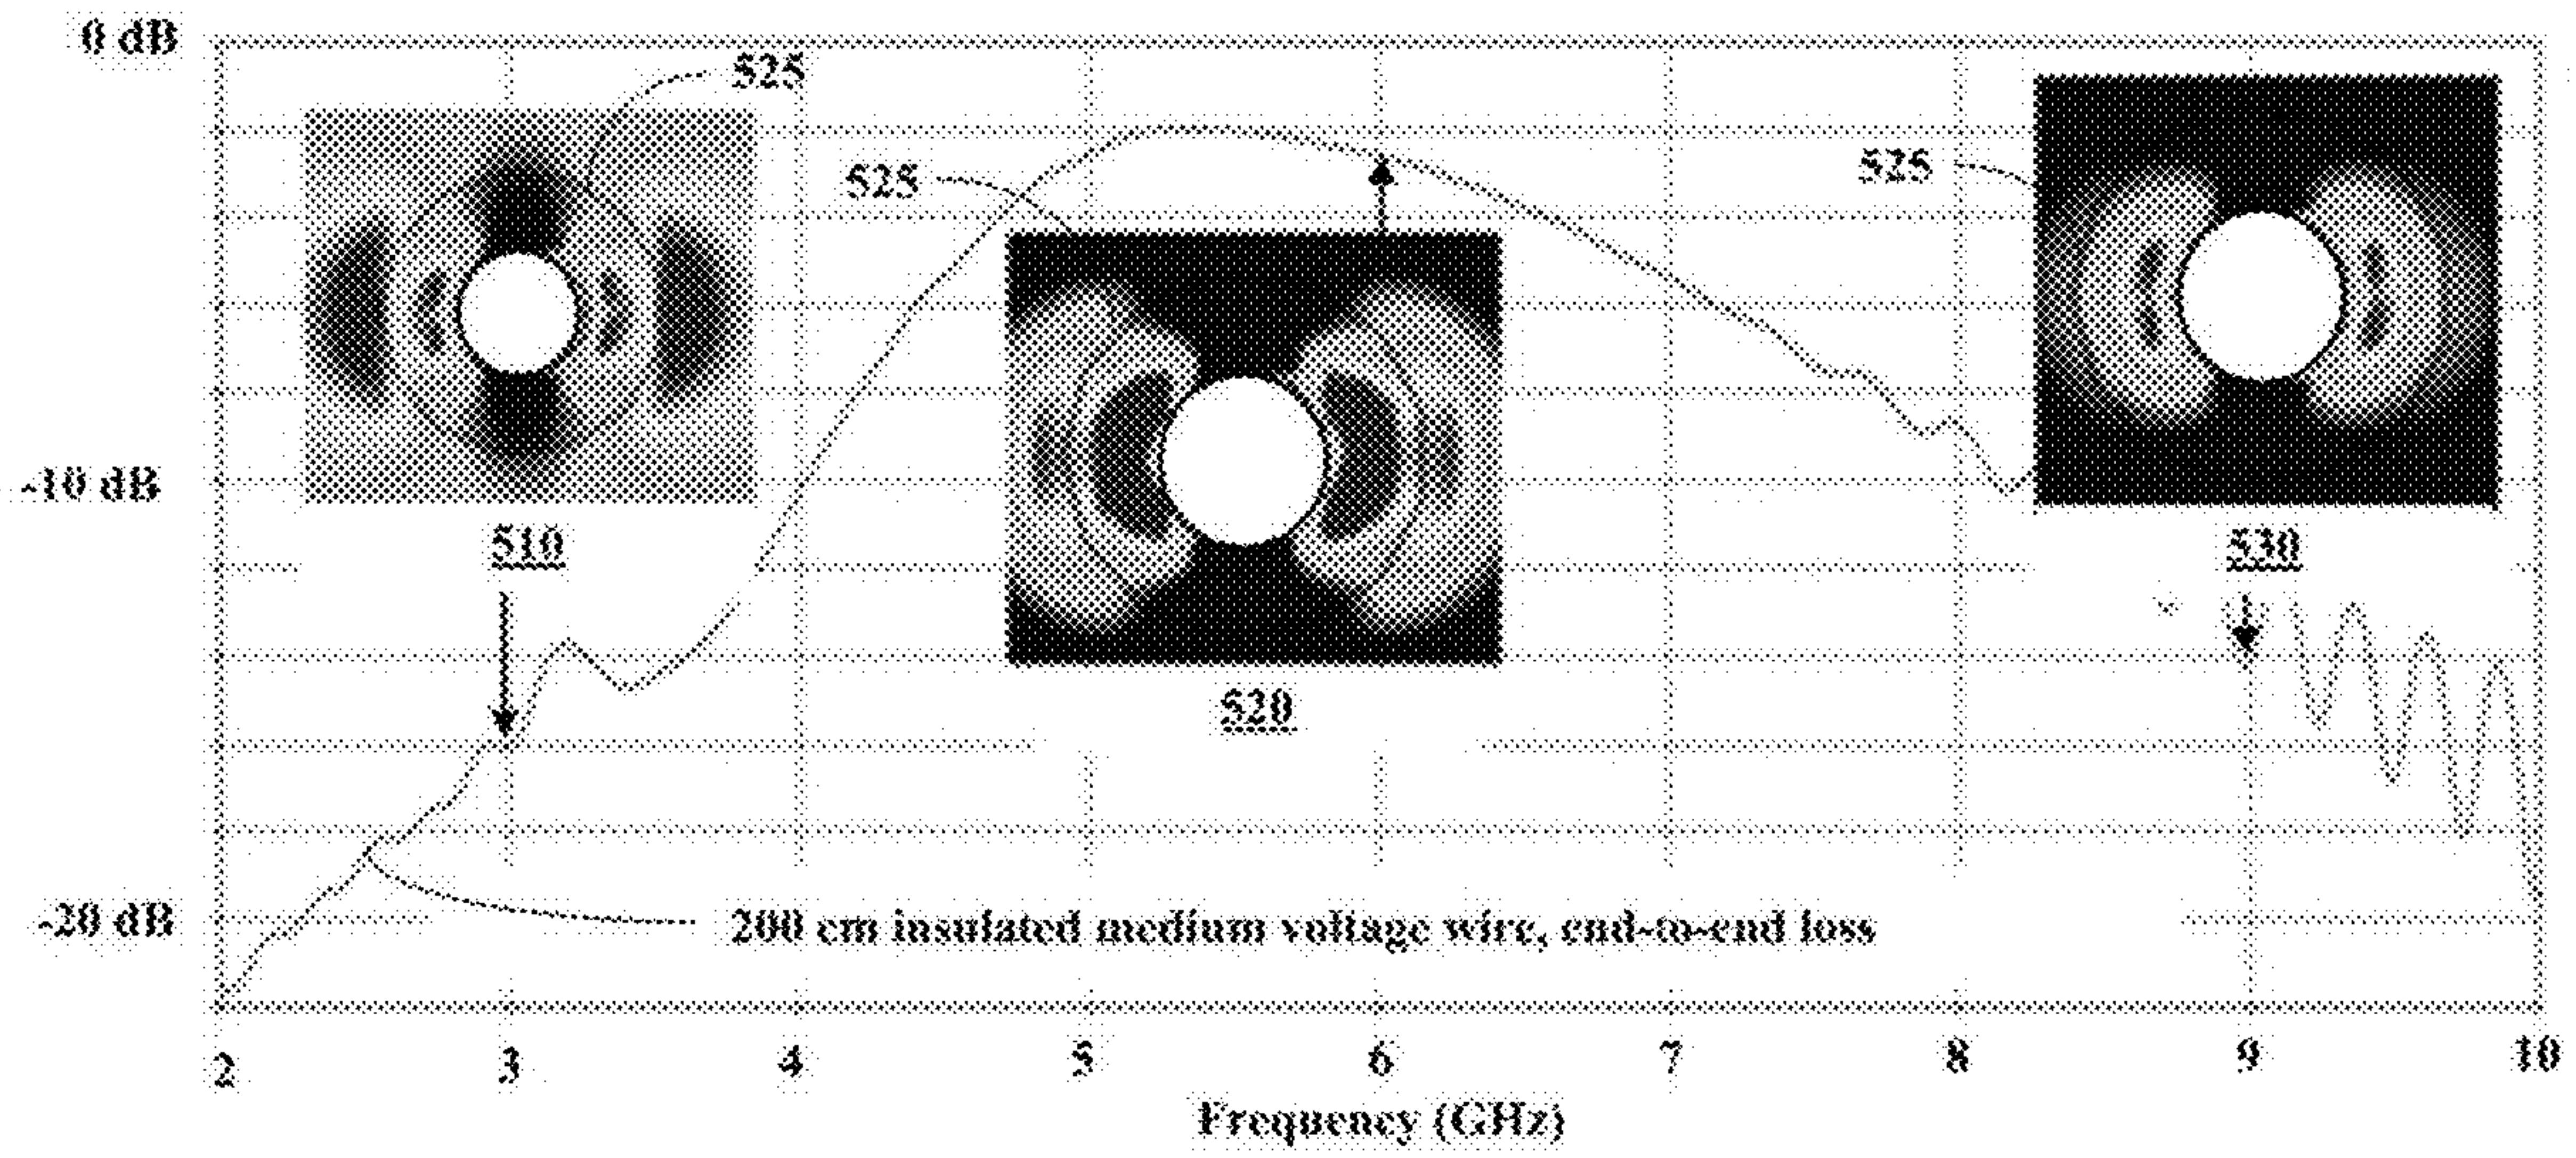 0 dB
525
525
525
-10 dB
510
530
520
-20 dB
200 cm insulated medium voltage wire, end-to-end loss
2 3 4 5 6 7 8 9 10
Frequency (GHz)